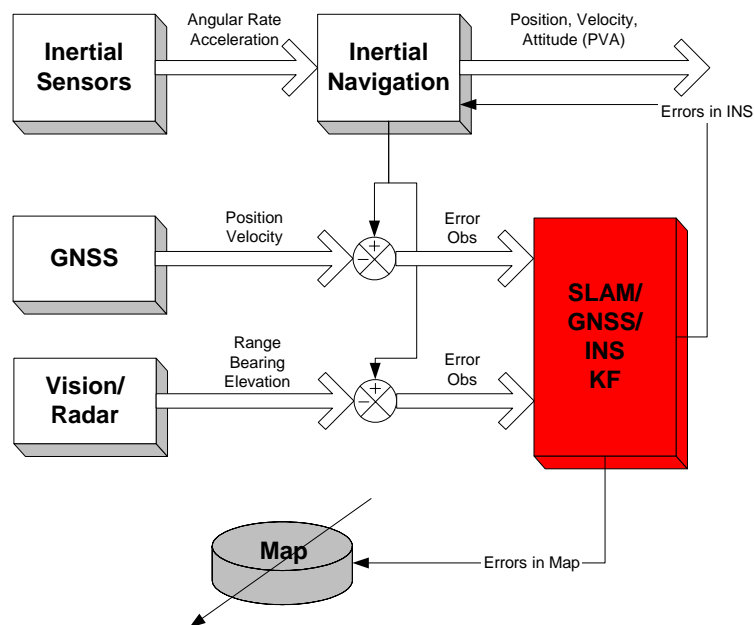 Inertial
Sensors
Angular Rate
Acceleration
Inertial
Navigation
Position, Velocity,
Attitude (PVA)
Errors in INS
GNSS
Position
Velocity
+
−
Error
Obs
SLAM/
GNSS/
INS
KF
Vision/
Radar
Range
Bearing
Elevation
+
−
Error
Obs
Map
Errors in Map